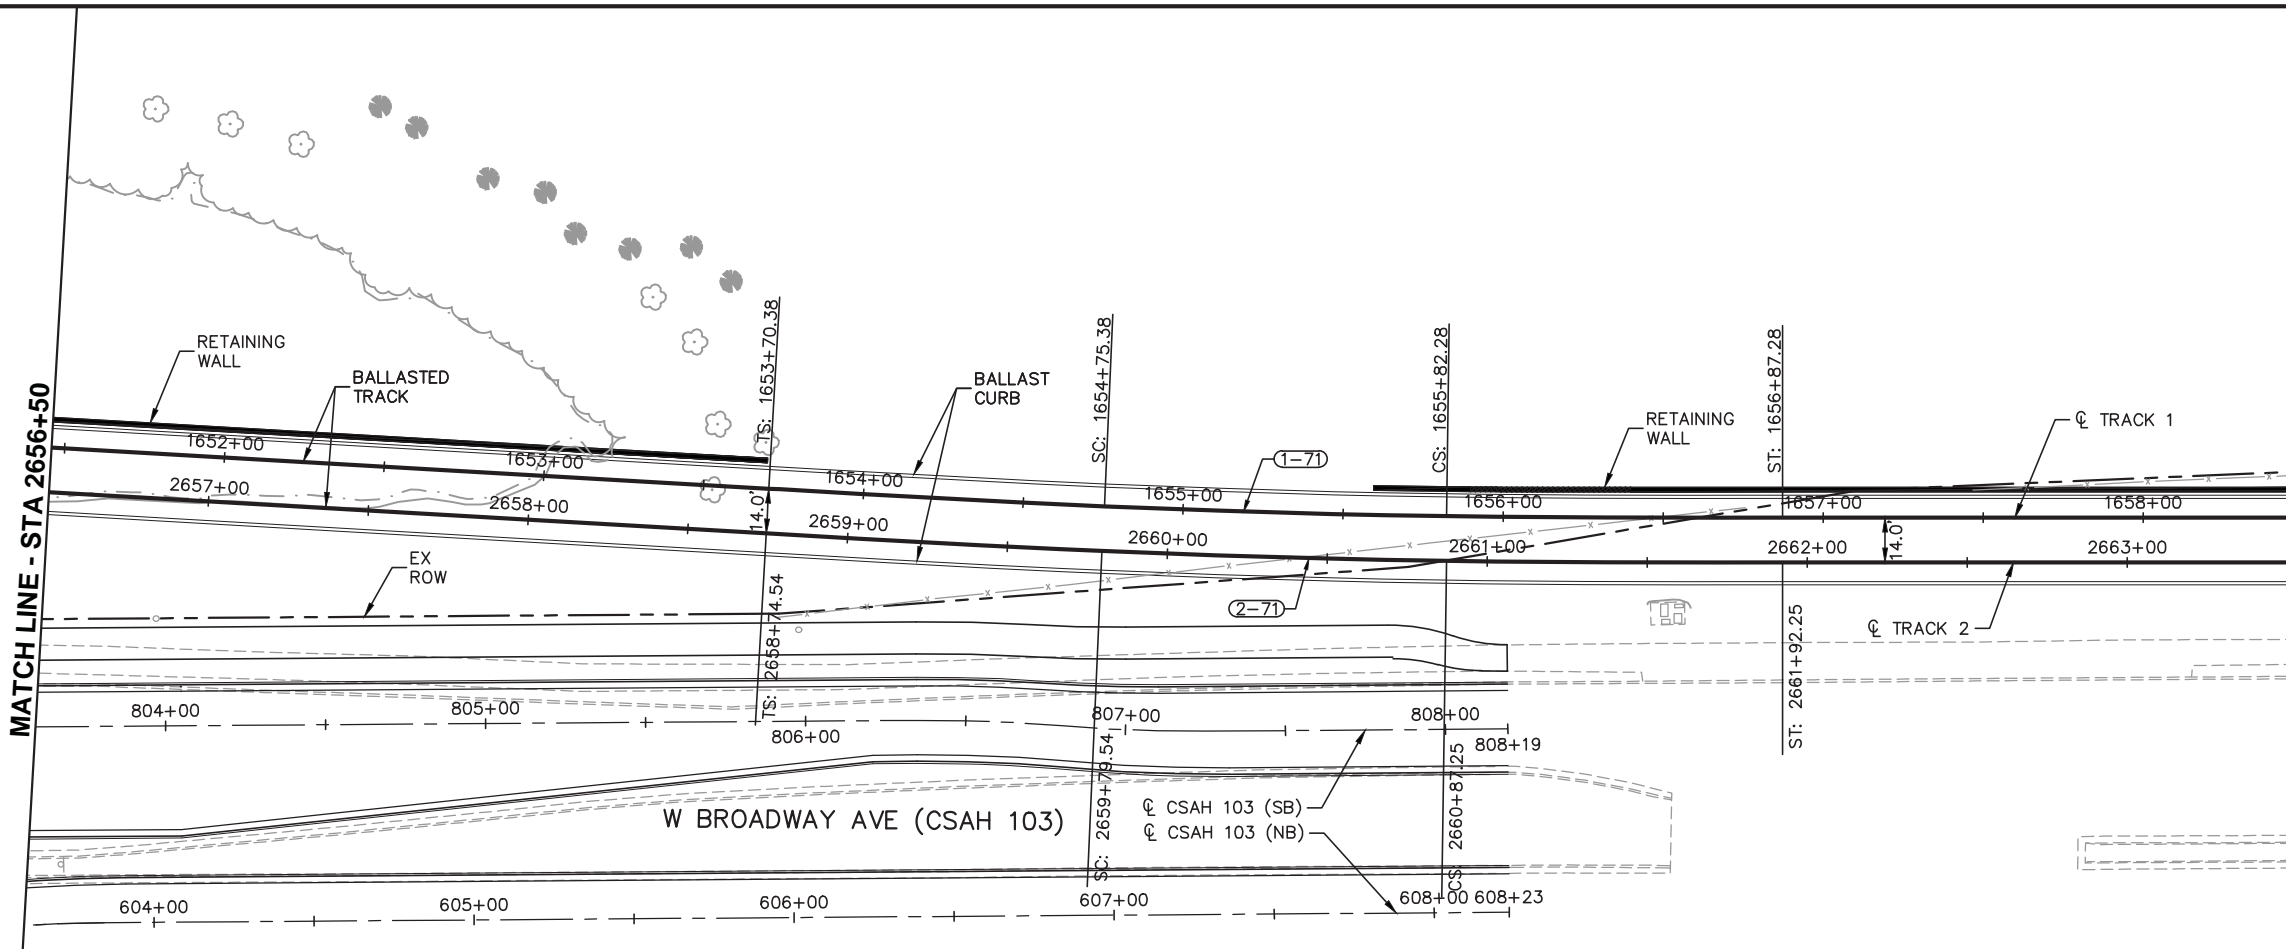 MATCH LINE - STA 2656+50
RETAINING
WALL
BALLASTED
TRACK
BALLAST
CURB
RETAINING
WALL
℄ TRACK 1
TS: 1653+70.38
SC: 1654+75.38
CS: 1655+82.28
ST: 1656+87.28
1652+00
1653+00
1654+00
1655+00
1656+00
1657+00
1658+00
1-71
14.0'
14.0'
2657+00
2658+00
2659+00
2660+00
2661+00
2662+00
2663+00
EX
ROW
2-71
℄ TRACK 2
TS: 2658+74.54
SC: 2659+79.54
CS: 2660+87.25
ST: 2661+92.25
804+00
805+00
806+00
807+00
808+00
808+19
W BROADWAY AVE (CSAH 103)
℄ CSAH 103 (SB)
℄ CSAH 103 (NB)
604+00
605+00
606+00
607+00
608+00
608+23